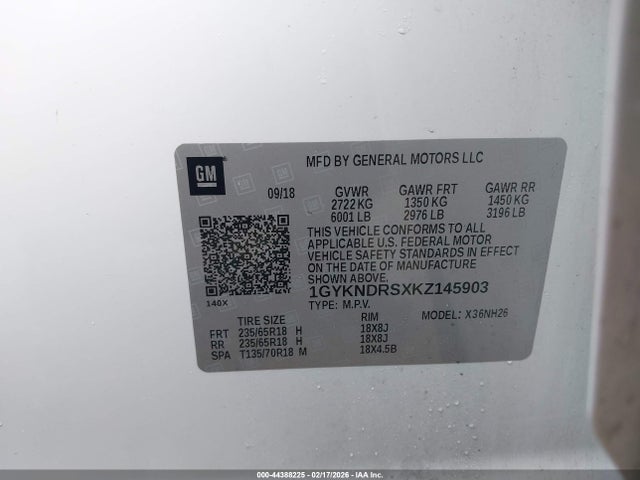 GM
MFD BY GENERAL MOTORS LLC
09/18 GVWR GAWR FRT GAWR RR
2722 KG 1350 KG 1450 KG
6001 LB 2976 LB 3196 LB
THIS VEHICLE CONFORMS TO ALL
APPLICABLE U.S. FEDERAL MOTOR
VEHICLE SAFETY STANDARDS IN EFFECT
ON THE DATE OF MANUFACTURE
SHOWN ABOVE.
1GYKNDRSXKZ145903
140X TYPE: M.P.V. MODEL: X36NH26
TIRE SIZE RIM
FRT 235/65R18 H 18X8J
RR 235/65R18 H 18X8J
SPA T135/70R18 M 18X4.5B
000-44388225 - 02/17/2026 - IAA Inc.